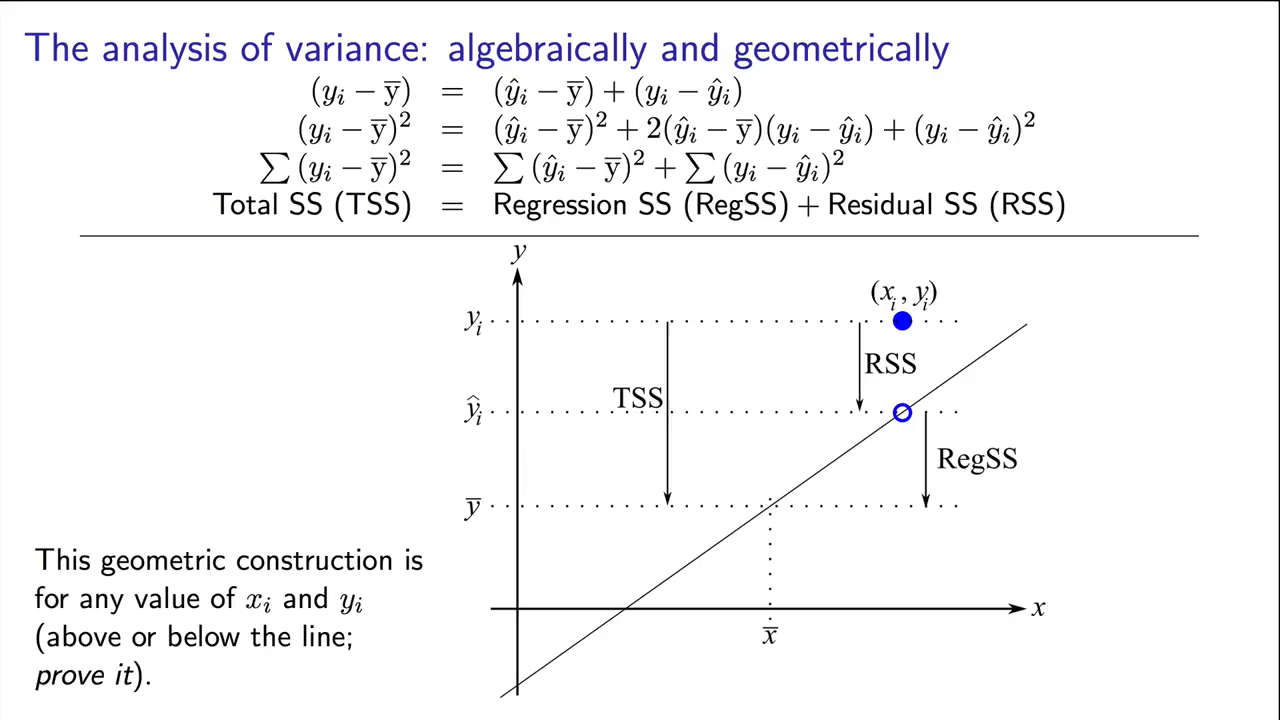 The analysis of variance: algebraically and geometrically
(yᵢ − y̅) = (ŷᵢ − y̅) + (yᵢ − ŷᵢ)
(yᵢ − y̅)² = (ŷᵢ − y̅)² + 2(ŷᵢ − y̅)(yᵢ − ŷᵢ) + (yᵢ − ŷᵢ)²
∑(yᵢ − y̅)² = ∑(ŷᵢ − y̅)² + ∑(yᵢ − ŷᵢ)²
Total SS (TSS) = Regression SS (RegSS) + Residual SS (RSS)
y
(xᵢ, yᵢ)
yᵢ
RSS
TSS
ŷᵢ
RegSS
y̅
This geometric construction is
for any value of xᵢ and yᵢ
(above or below the line;
prove it).
x
x̅